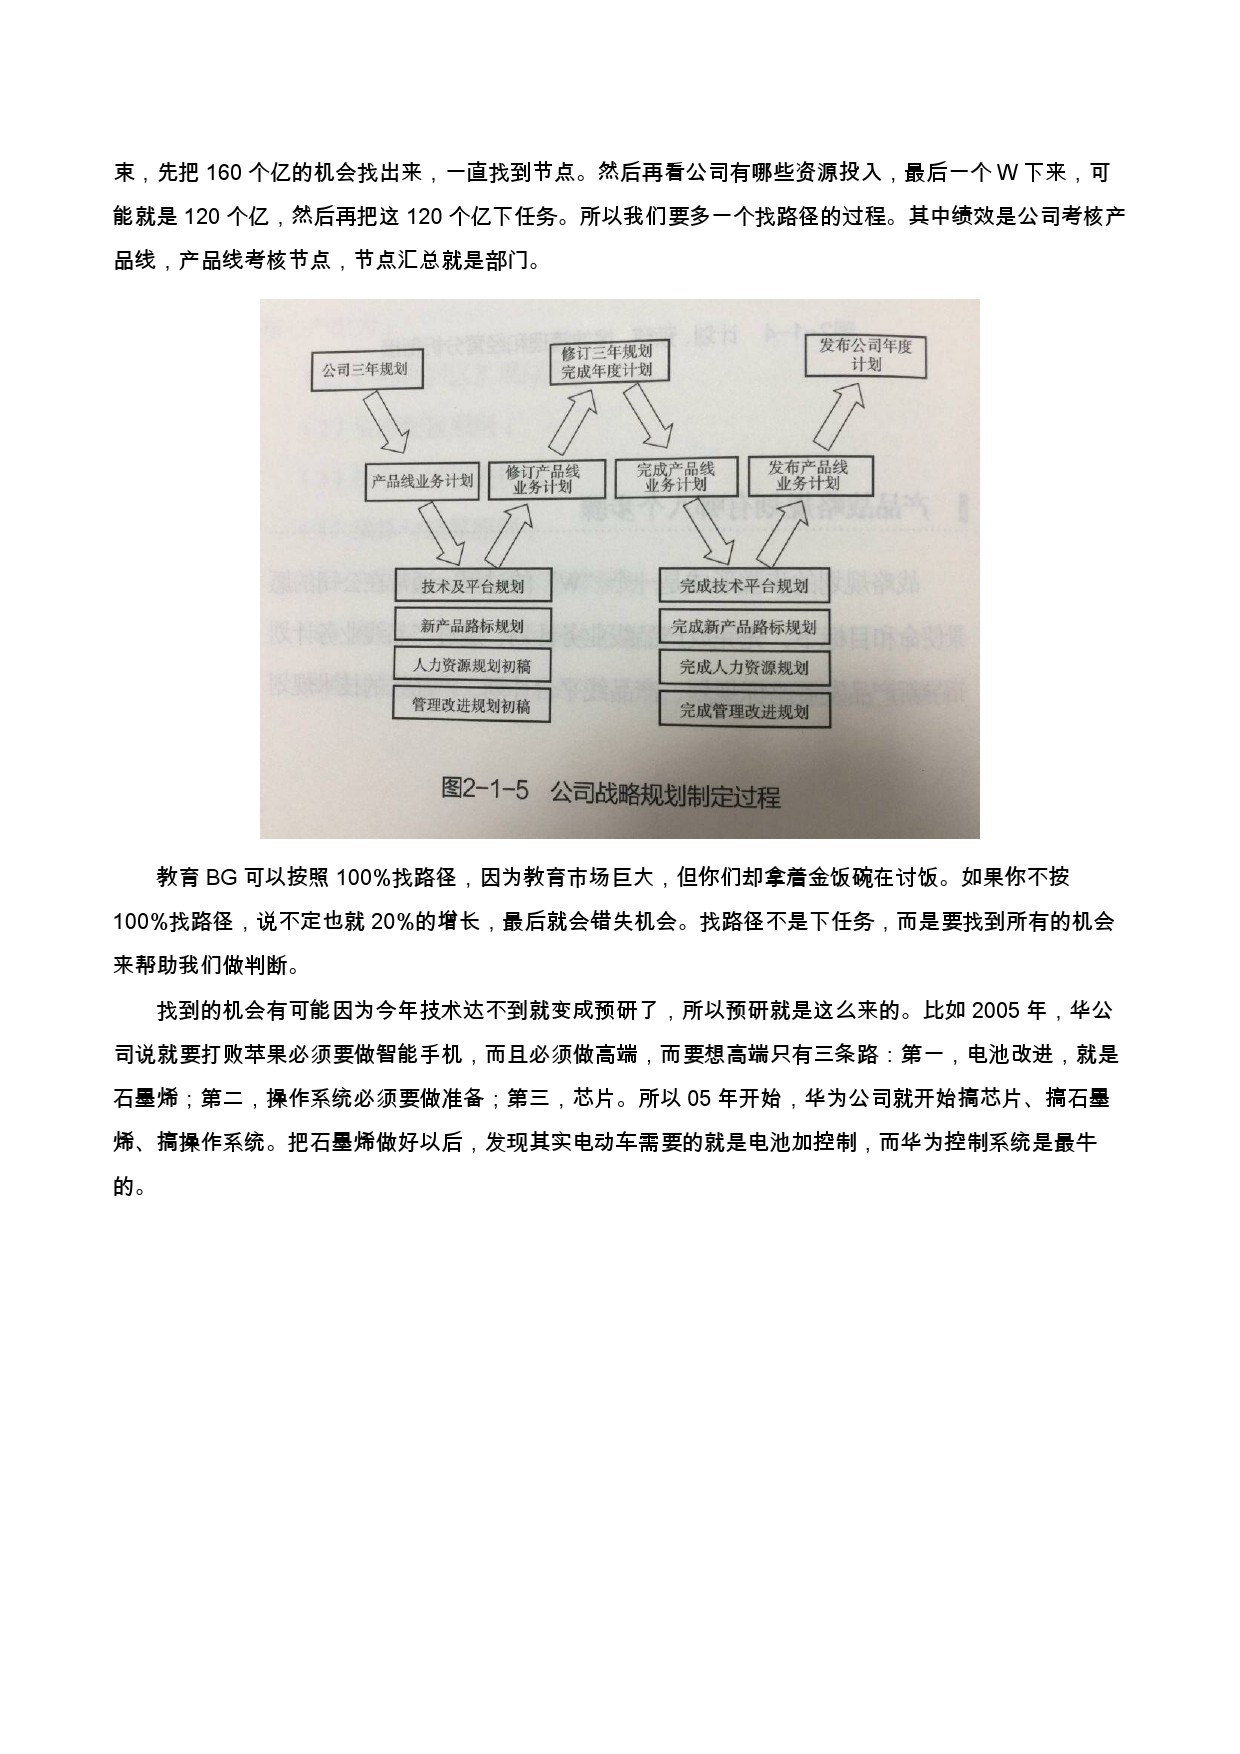 束，先把 160 个亿的机会找出来，一直找到节点。然后再看公司有哪些资源投入，最后一个 W 下来，可
能就是 120 个亿，然后再把这 120 个亿下任务。所以我们要多一个找路径的过程。其中绩效是公司考核产
品线，产品线考核节点，节点汇总就是部门。
公司三年规划
修订三年规划
完成年度计划
发布公司年度
计划
产品线业务计划
修订产品线
业务计划
完成产品线
业务计划
发布产品线
业务计划
技术及平台规划
新产品路标规划
人力资源规划初稿
管理改进规划初稿
完成技术平台规划
完成新产品路标规划
完成人力资源规划
完成管理改进规划
图2-1-5 公司战略规划制定过程
教育 BG 可以按照 100%找路径，因为教育市场巨大，但你们却拿着金饭碗在讨饭。如果你不按
100%找路径，说不定也就 20%的增长，最后就会错失机会。找路径不是下任务，而是要找到所有的机会
来帮助我们做判断。
找到的机会有可能因为今年技术达不到就变成预研了，所以预研就是这么来的。比如 2005 年，华公
司说就要打败苹果必须要做智能手机，而且必须做高端，而要想高端只有三条路：第一，电池改进，就是
石墨烯；第二，操作系统必须要做准备；第三，芯片。所以 05 年开始，华为公司就开始搞芯片、搞石墨
烯、搞操作系统。把石墨烯做好以后，发现其实电动车需要的就是电池加控制，而华为控制系统是最牛
的。